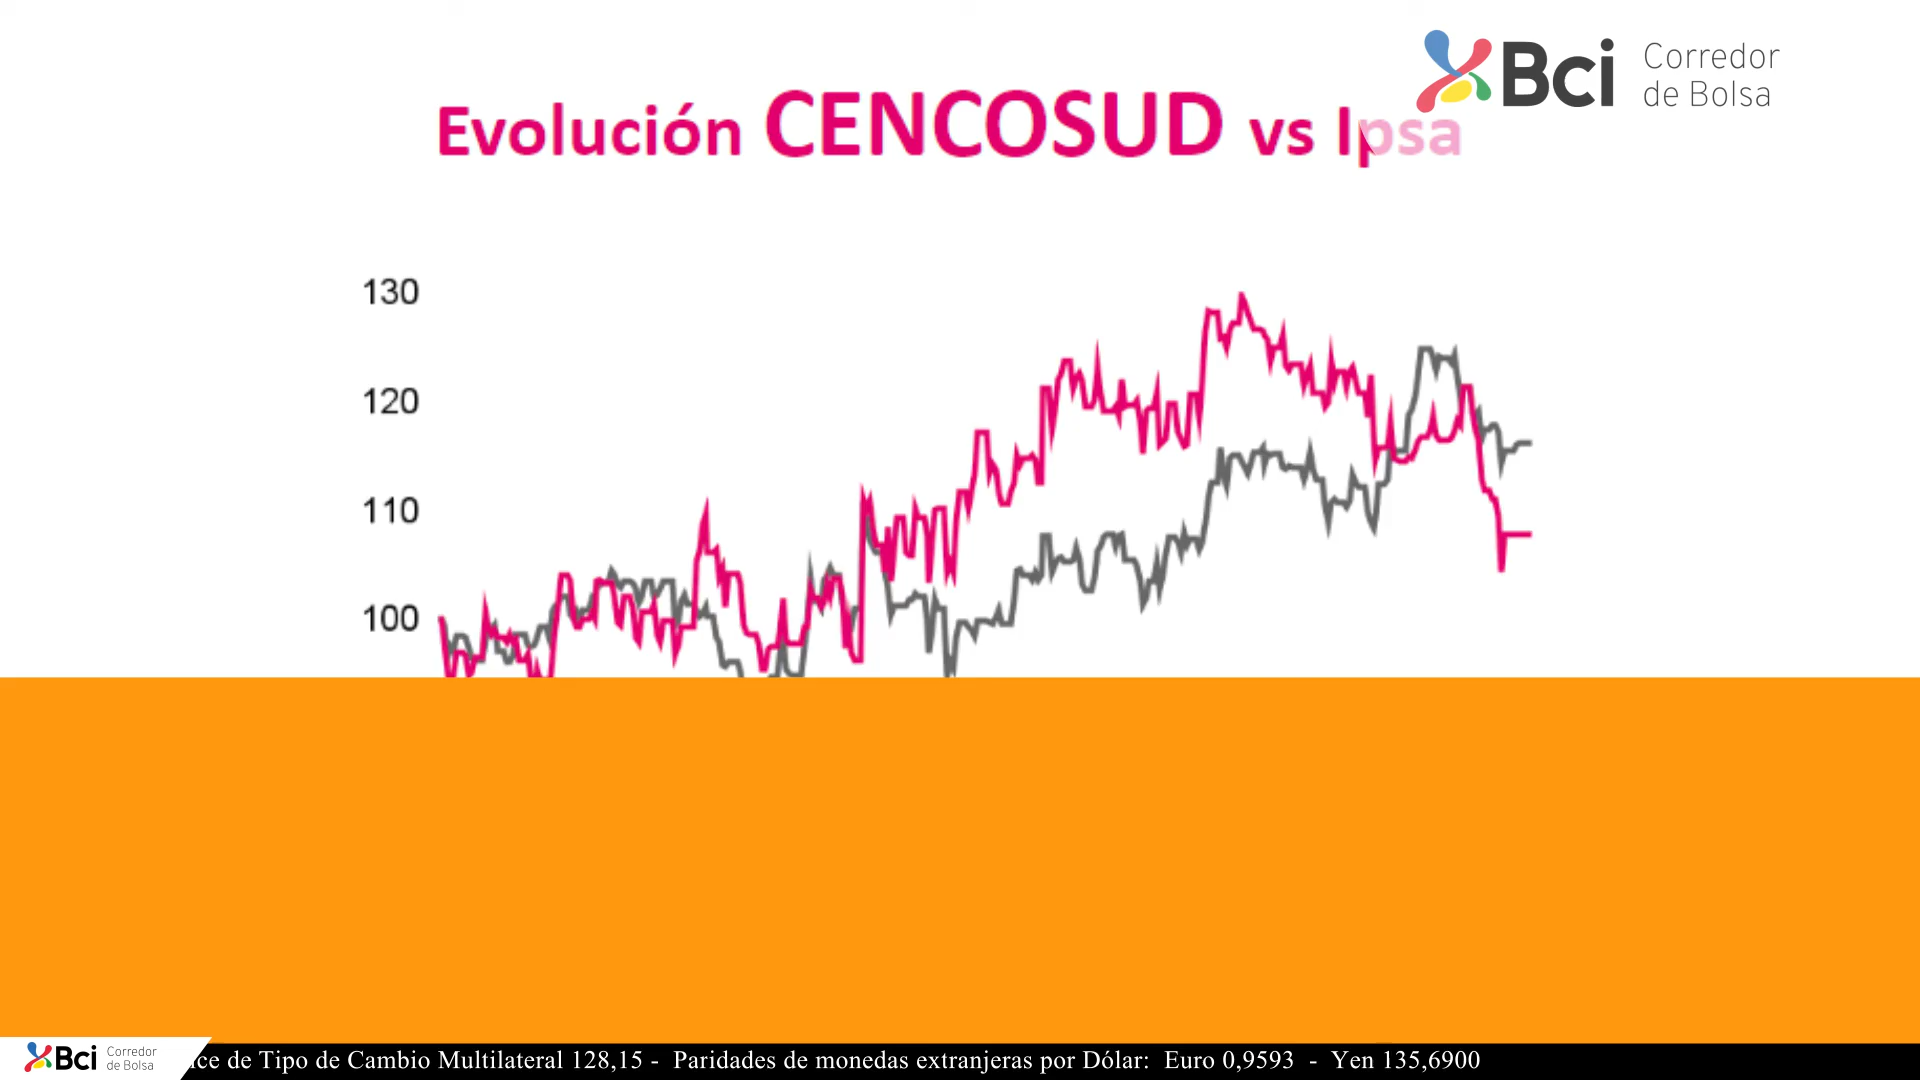 Bci Corredor
de Bolsa
Evolución CENCOSUD vs Ipsa
130
120
110
100
Bci Corredor
de Bolsa
de Tipo de Cambio Multilateral 128,15 - Paridades de monedas extranjeras por Dólar: Euro 0,9593 - Yen 135,6900